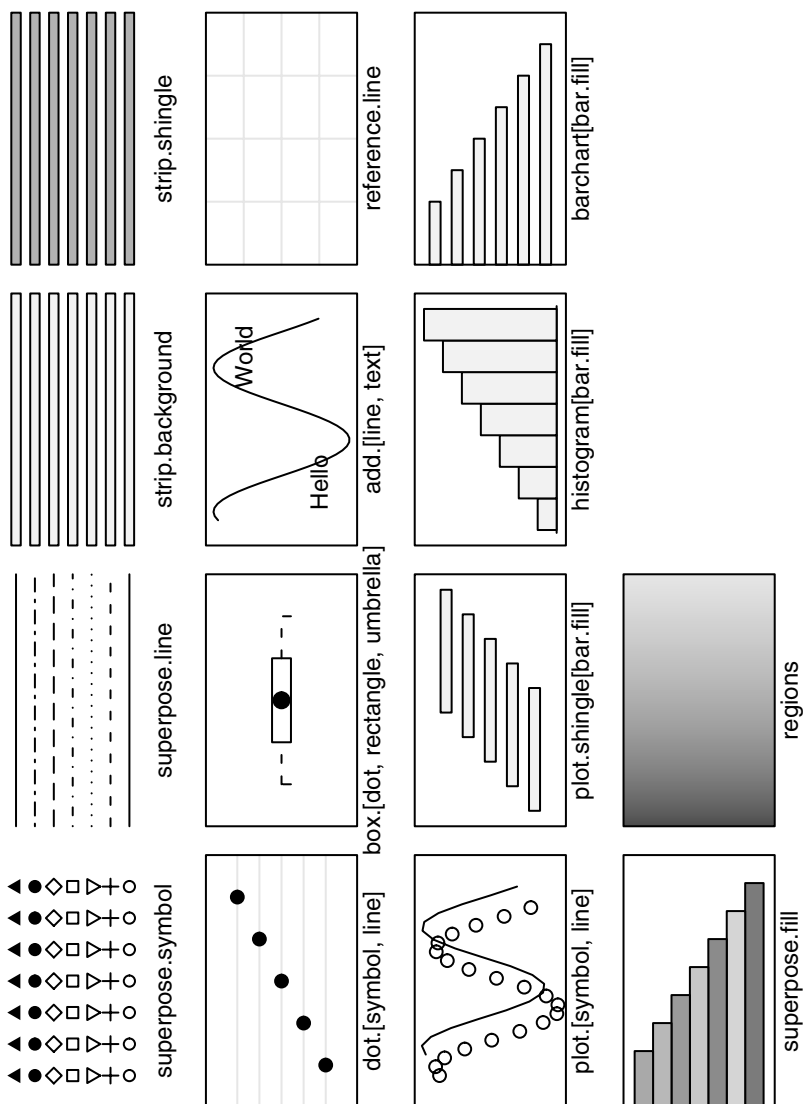 superpose.symbol
superpose.line
strip.background
strip.shingle
Hello
World
dot.[symbol, line]
box.[dot, rectangle, umbrella]
add.[line, text]
reference.line
plot.[symbol, line]
plot.shingle[bar.fill]
histogram[bar.fill]
barchart[bar.fill]
superpose.fill
regions